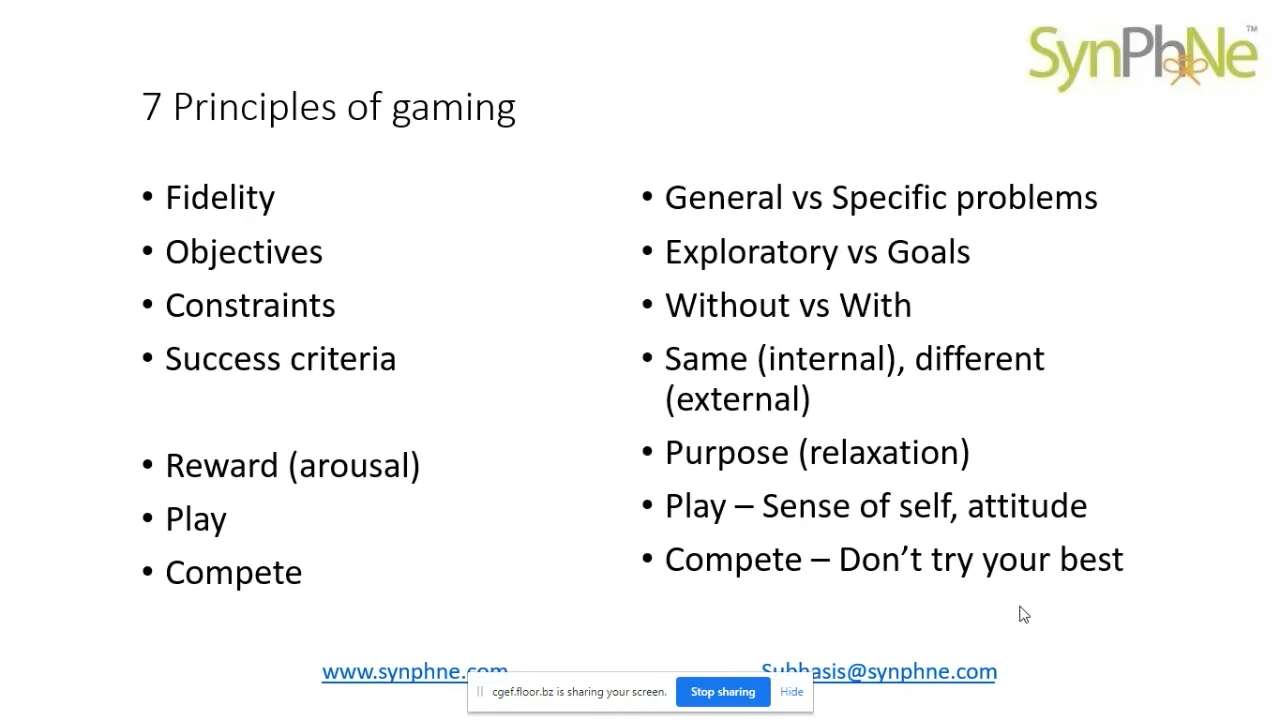 SynPhNe™
7 Principles of gaming
• Fidelity
• Objectives
• Constraints
• Success criteria
• Reward (arousal)
• Play
• Compete
• General vs Specific problems
• Exploratory vs Goals
• Without vs With
• Same (internal), different
(external)
• Purpose (relaxation)
• Play – Sense of self, attitude
• Compete – Don’t try your best
www.synphne.com
Subhasis@synphne.com
cgef.floor.bz is sharing your screen.
Stop sharing
Hide